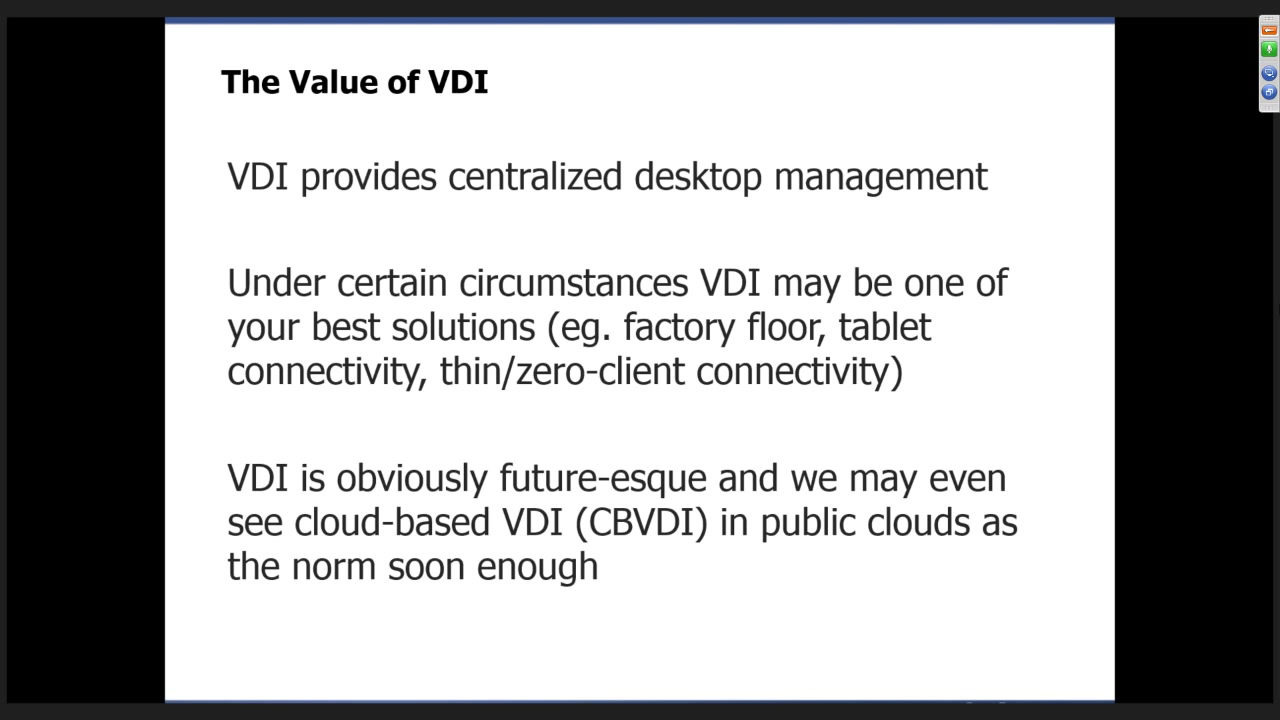 The Value of VDI
VDI provides centralized desktop management
Under certain circumstances VDI may be one of
your best solutions (eg. factory floor, tablet
connectivity, thin/zero-client connectivity)
VDI is obviously future-esque and we may even
see cloud-based VDI (CBVDI) in public clouds as
the norm soon enough